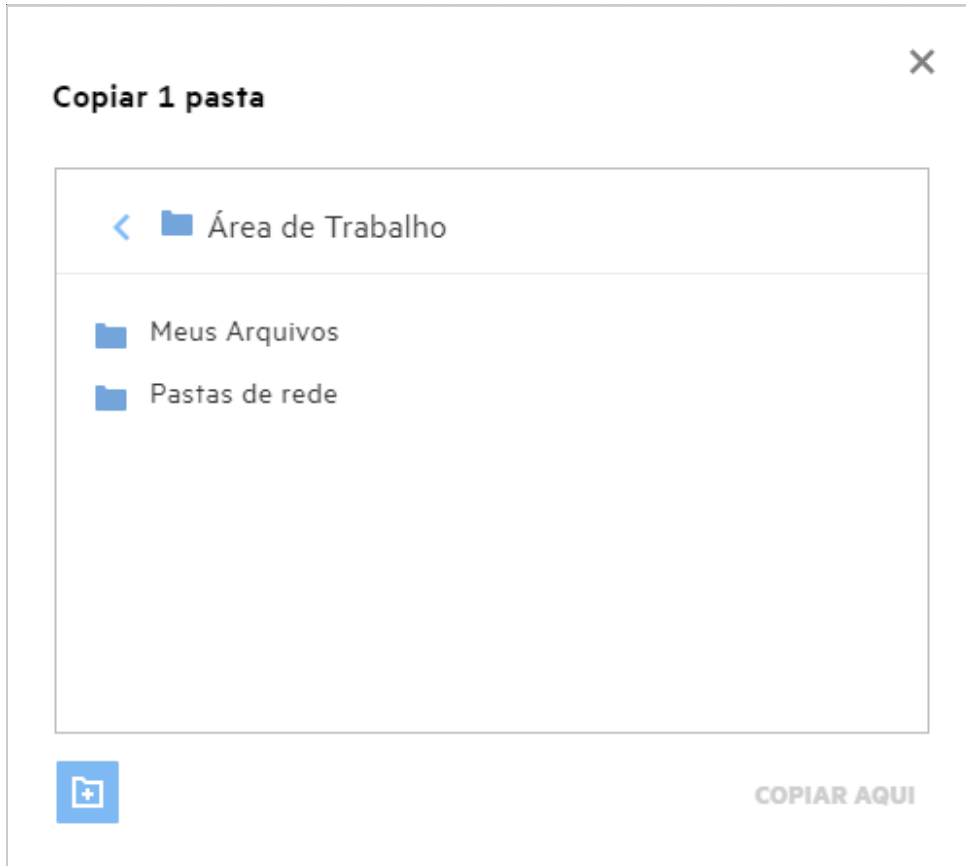 Copiar 1 pasta
Área de Trabalho
Meus Arquivos
Pastas de rede
COPIAR AQUI